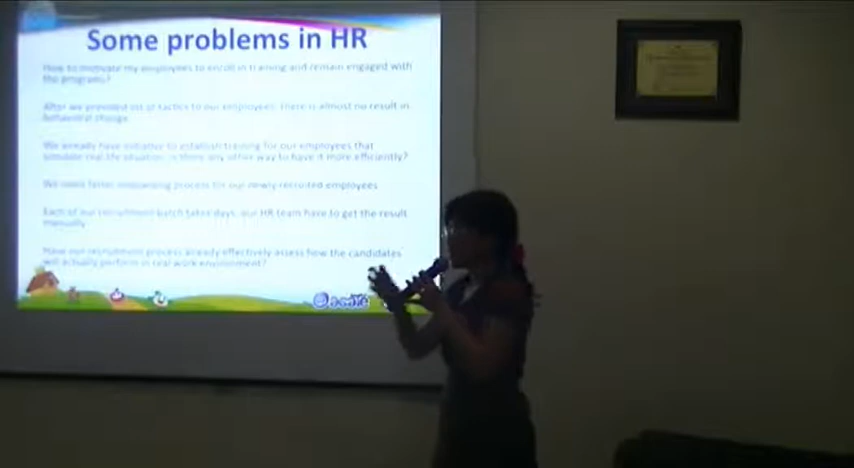 Some problems in HR
How to motivate my employees to enroll in training and remain engaged with
the programs?
After we provided lot of tactics to our employees, there is almost no result in
behavioral change
We already have initiative to establish training for our employees that
simulate real life situation, is there any other way to have it more efficiently?
We need faster onboarding process for our newly recruited employees
Each of our recruitment batch takes days, our HR team have to get the result
manually
Have our recruitment process already effectively assess how the candidates
will actually perform in real work environment?